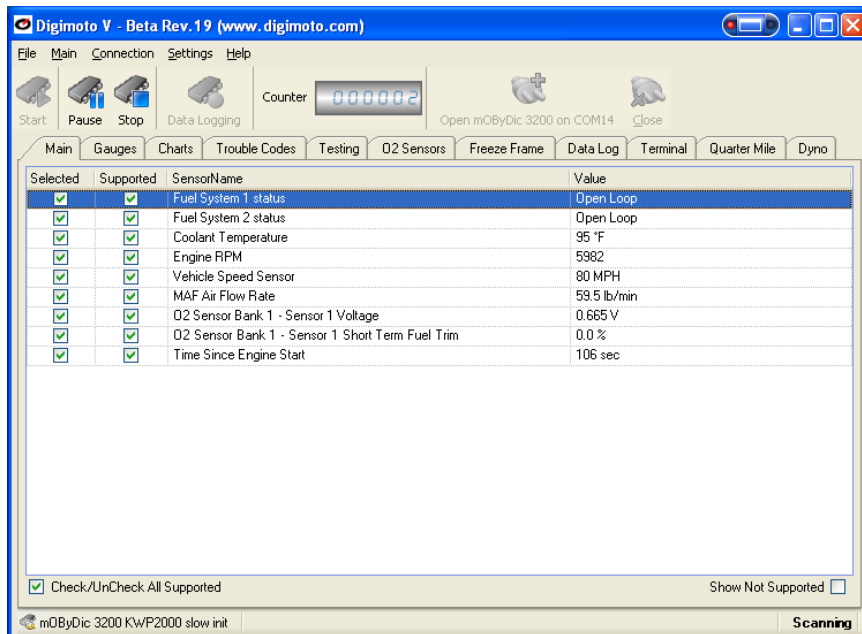 Digimoto V - Beta Rev.19 (www.digimoto.com)
File Main Connection Settings Help
Start Pause Stop Data Logging Counter 000002 Open mOByDic 3200 on COM14 Close
Main Gauges Charts Trouble Codes Testing O2 Sensors Freeze Frame Data Log Terminal Quarter Mile Dyno
Selected Supported SensorName Value
Fuel System 1 status Open Loop
Fuel System 2 status Open Loop
Coolant Temperature 95 °F
Engine RPM 5982
Vehicle Speed Sensor 80 MPH
MAF Air Flow Rate 59.5 lb/min
O2 Sensor Bank 1 - Sensor 1 Voltage 0.665 V
O2 Sensor Bank 1 - Sensor 1 Short Term Fuel Trim 0.0 %
Time Since Engine Start 106 sec
Check/UnCheck All Supported Show Not Supported
mOByDic 3200 KWP2000 slow init Scanning